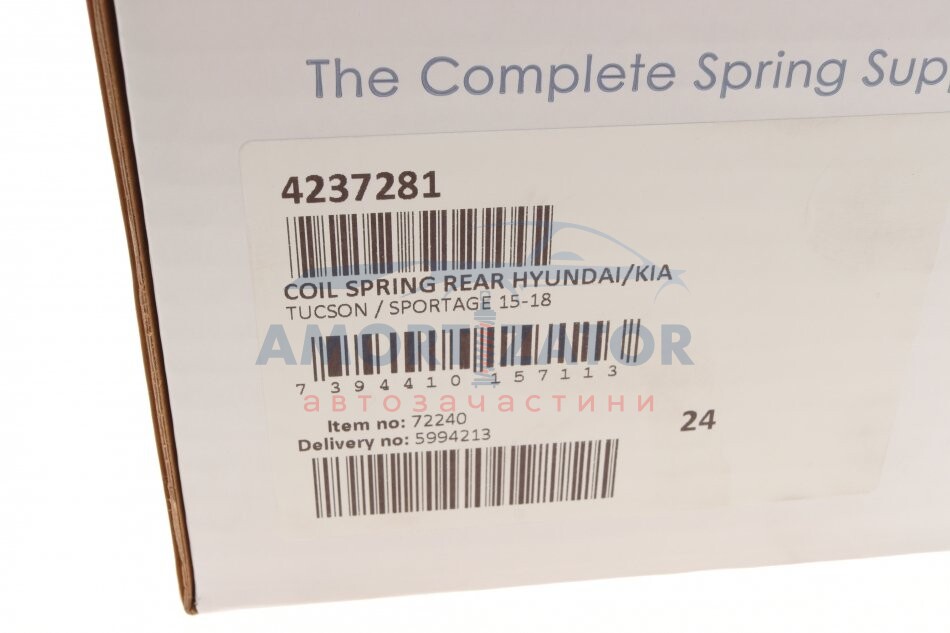 The Complete Spring Supp
4237281
COIL SPRING REAR HYUNDAI/KIA
TUCSON / SPORTAGE 15-18
AMORTIZATOR
7 394410 157113
автозачастини
Item no: 72240
24
Delivery no: 5994213